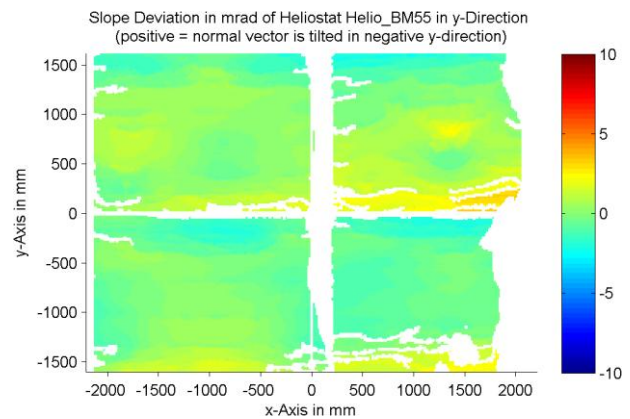 Slope Deviation in mrad of Heliostat Helio_BM55 in y-Direction
(positive = normal vector is tilted in negative y-direction)
1500
1000
500
0
-500
-1000
-1500
y-Axis in mm
-2000 -1500 -1000 -500 0 500 1000 1500 2000
x-Axis in mm
10
5
0
-5
-10